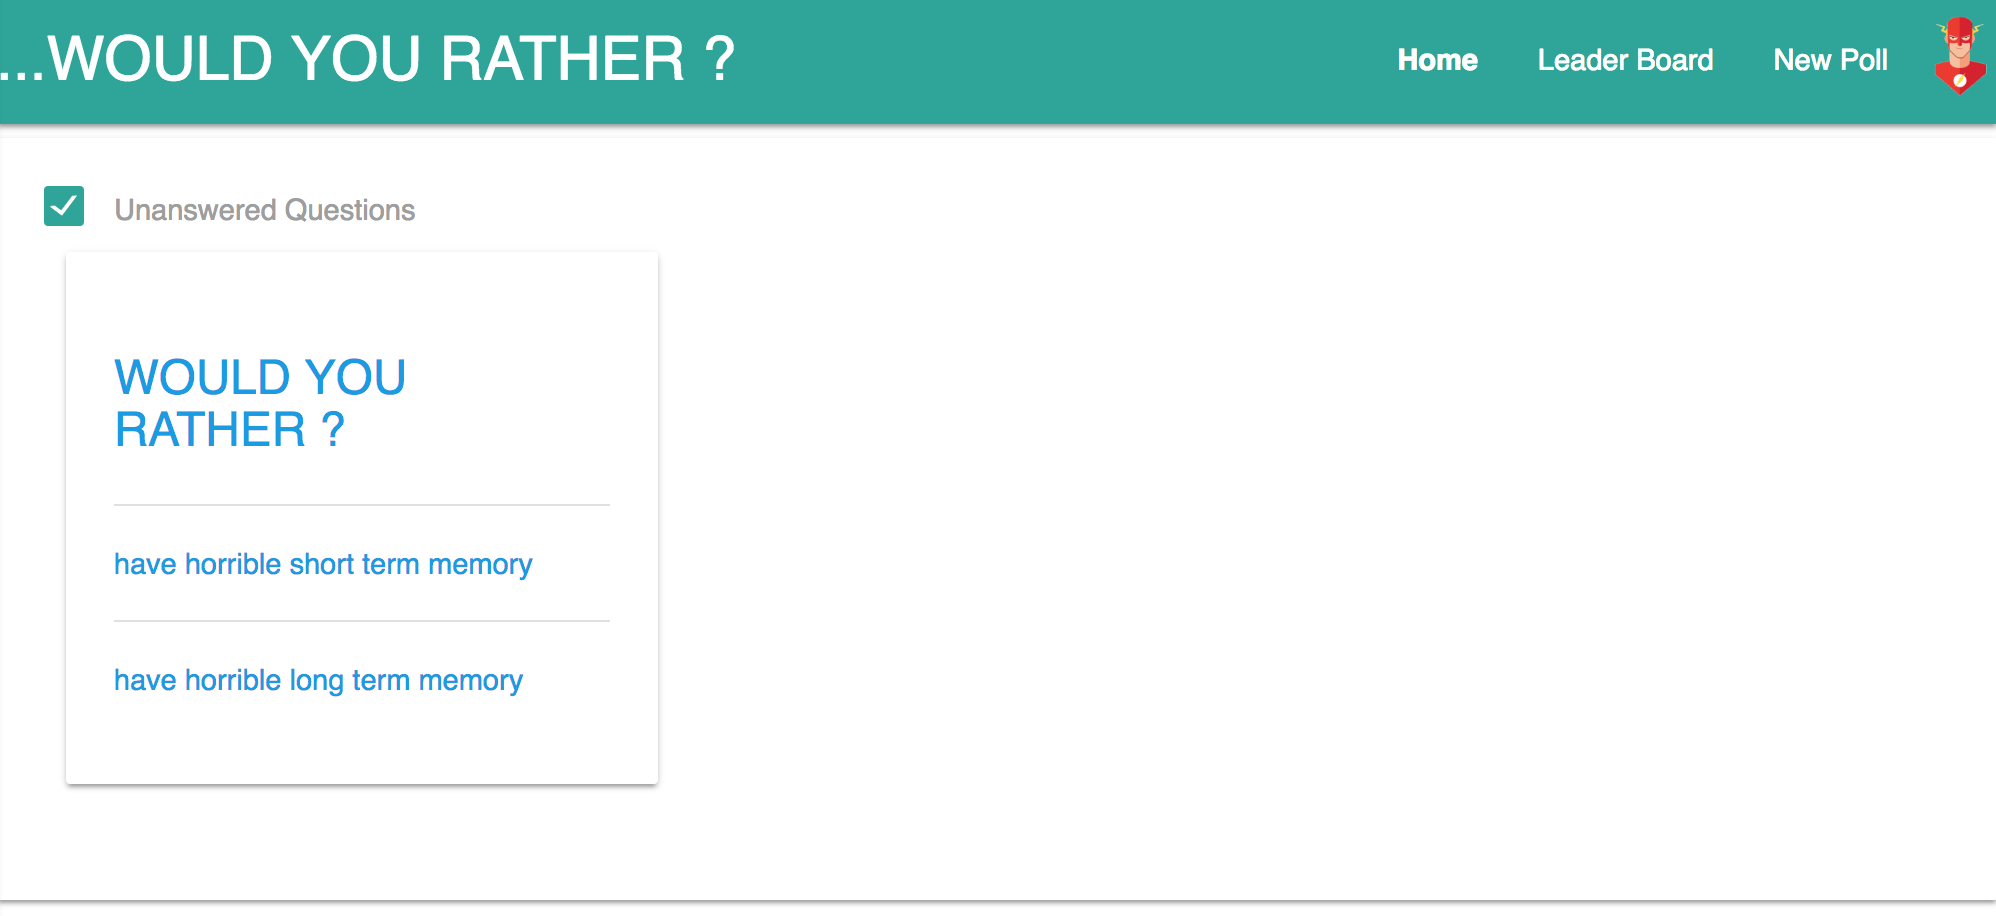 ...WOULD YOU RATHER ?
Home Leader Board New Poll
Unanswered Questions
WOULD YOU
RATHER ?
have horrible short term memory
have horrible long term memory